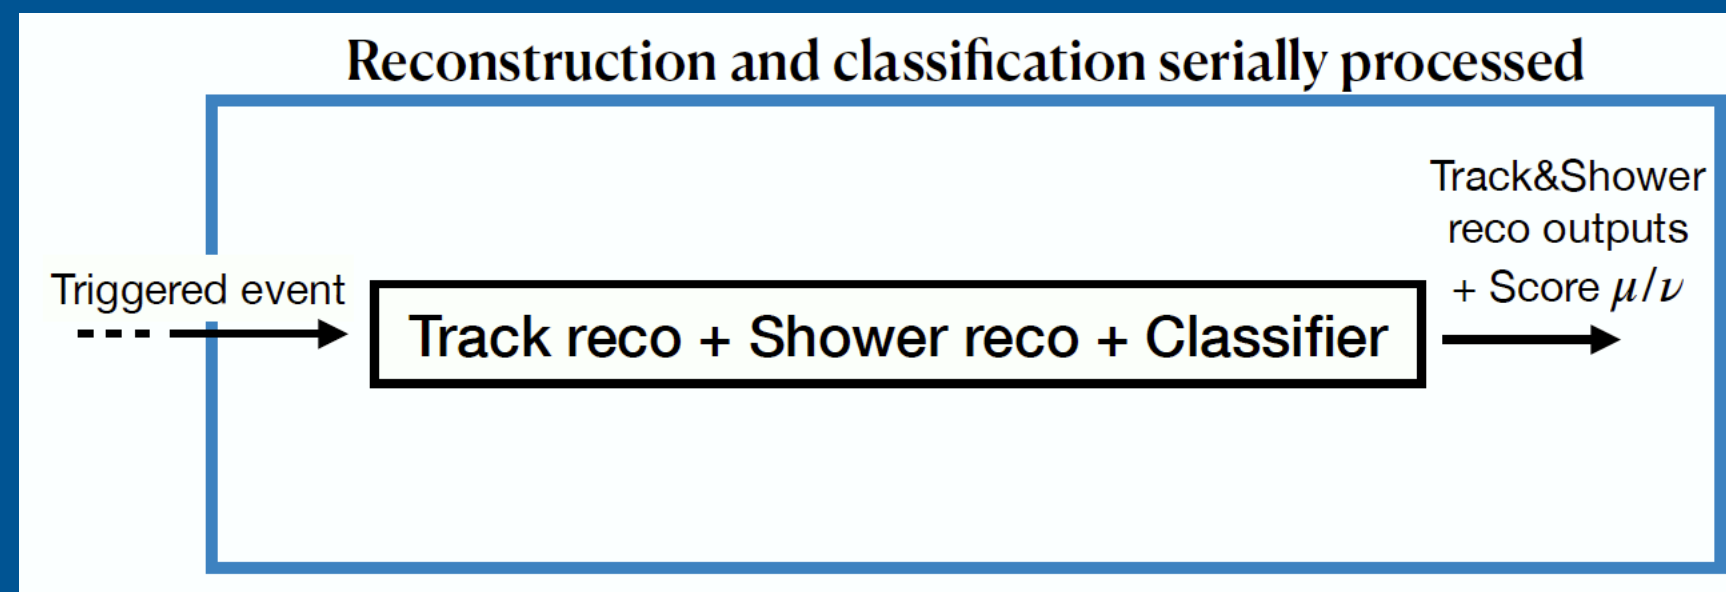 Reconstruction and classification serially processed
Track&Shower
reco outputs
+ Score μ/ν
Triggered event
Track reco + Shower reco + Classifier